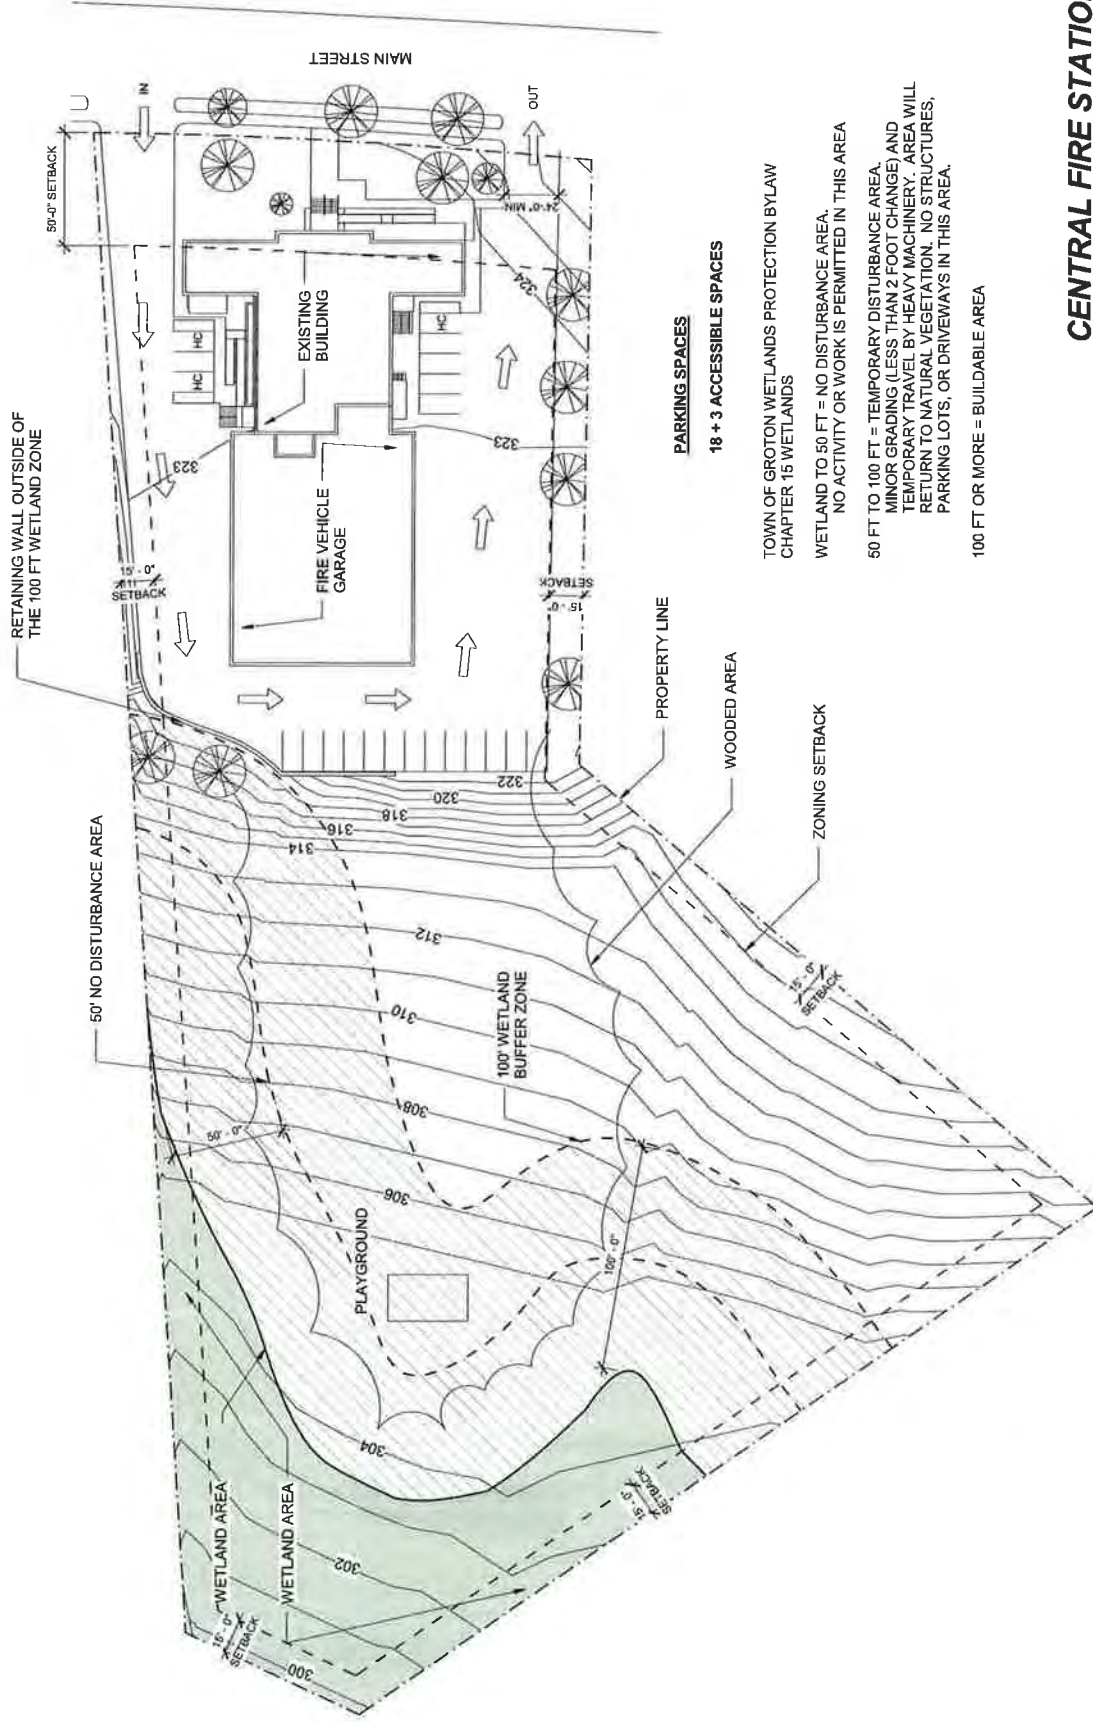 RETAINING WALL OUTSIDE OF
THE 100 FT WETLAND ZONE
50' NO DISTURBANCE AREA
50'-0" SETBACK
IN
MAIN STREET
OUT
24'-0" MIN.
HC
HC
HC
EXISTING
BUILDING
FIRE VEHICLE
GARAGE
15' - 0"
SETBACK
15' - 0"
SETBACK
323
323
324
322
320
318
316
314
312
310
308
306
304
302
300
50' - 0"
100' WETLAND
BUFFER ZONE
PLAYGROUND
100' - 0"
WETLAND AREA
WETLAND AREA
15' - 0"
SETBACK
15' - 0"
SETBACK
15' - 0"
SETBACK
PROPERTY LINE
WOODED AREA
ZONING SETBACK
PARKING SPACES
18 + 3 ACCESSIBLE SPACES
TOWN OF GROTON WETLANDS PROTECTION BYLAW
CHAPTER 15 WETLANDS
WETLAND TO 50 FT = NO DISTURBANCE AREA.
NO ACTIVITY OR WORK IS PERMITTED IN THIS AREA
50 FT TO 100 FT = TEMPORARY DISTURBANCE AREA.
MINOR GRADING (LESS THAN 2 FOOT CHANGE) AND
TEMPORARY TRAVEL BY HEAVY MACHINERY. AREA WILL
RETURN TO NATURAL VEGETATION. NO STRUCTURES,
PARKING LOTS, OR DRIVEWAYS IN THIS AREA.
100 FT OR MORE = BUILDABLE AREA
CENTRAL FIRE STATIO